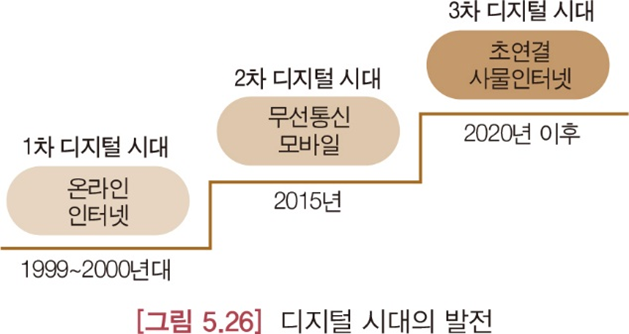 1차 디지털 시대
온라인
인터넷
1999~2000년대
2차 디지털 시대
무선통신
모바일
2015년
3차 디지털 시대
초연결
사물인터넷
2020년 이후
[그림 5.26] 디지털 시대의 발전